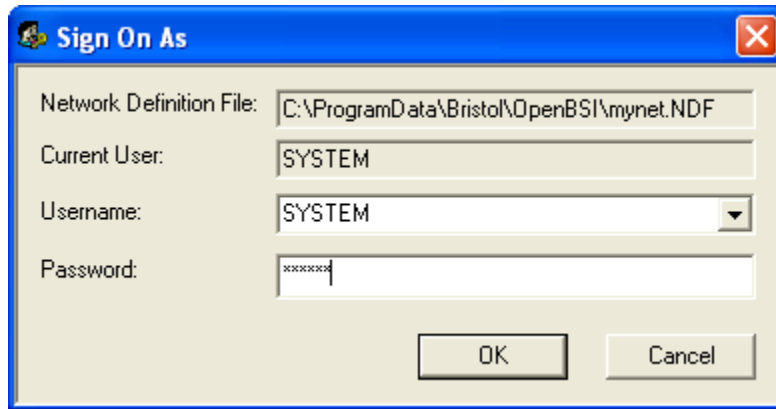 Sign On As
Network Definition File: C:\ProgramData\Bristol\OpenBSI\mynet.NDF
Current User: SYSTEM
Username: SYSTEM
Password: ******
OK Cancel